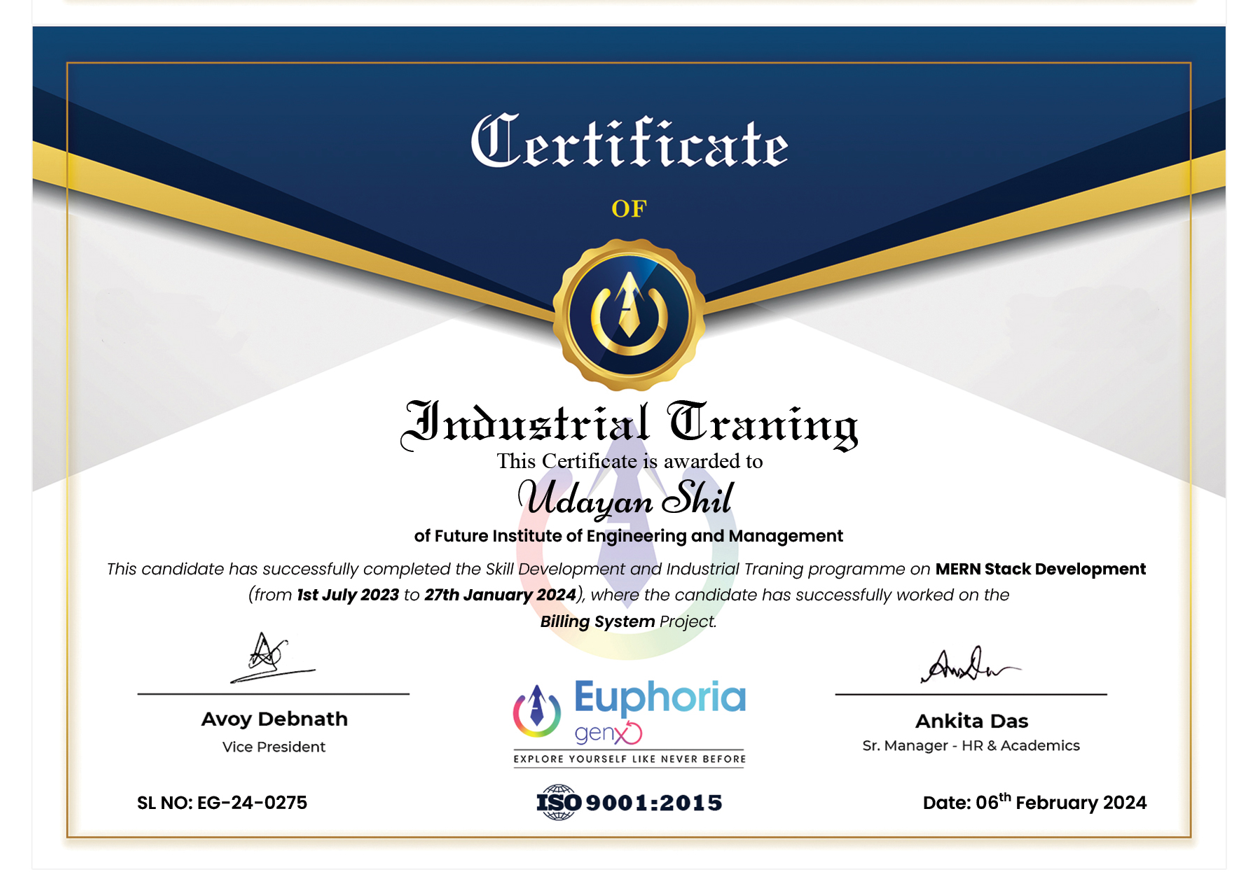 Certificate
OF
Industrial Traning
This Certificate is awarded to
Udayan Shil
of Future Institute of Engineering and Management
This candidate has successfully completed the Skill Development and Industrial Traning programme on MERN Stack Development
(from 1st July 2023 to 27th January 2024), where the candidate has successfully worked on the
Billing System Project.
Avoy Debnath
Vice President
Euphoria
genx
EXPLORE YOURSELF LIKE NEVER BEFORE
Ankita Das
Sr. Manager - HR & Academics
SL NO: EG-24-0275
ISO 9001:2015
Date: 06th February 2024